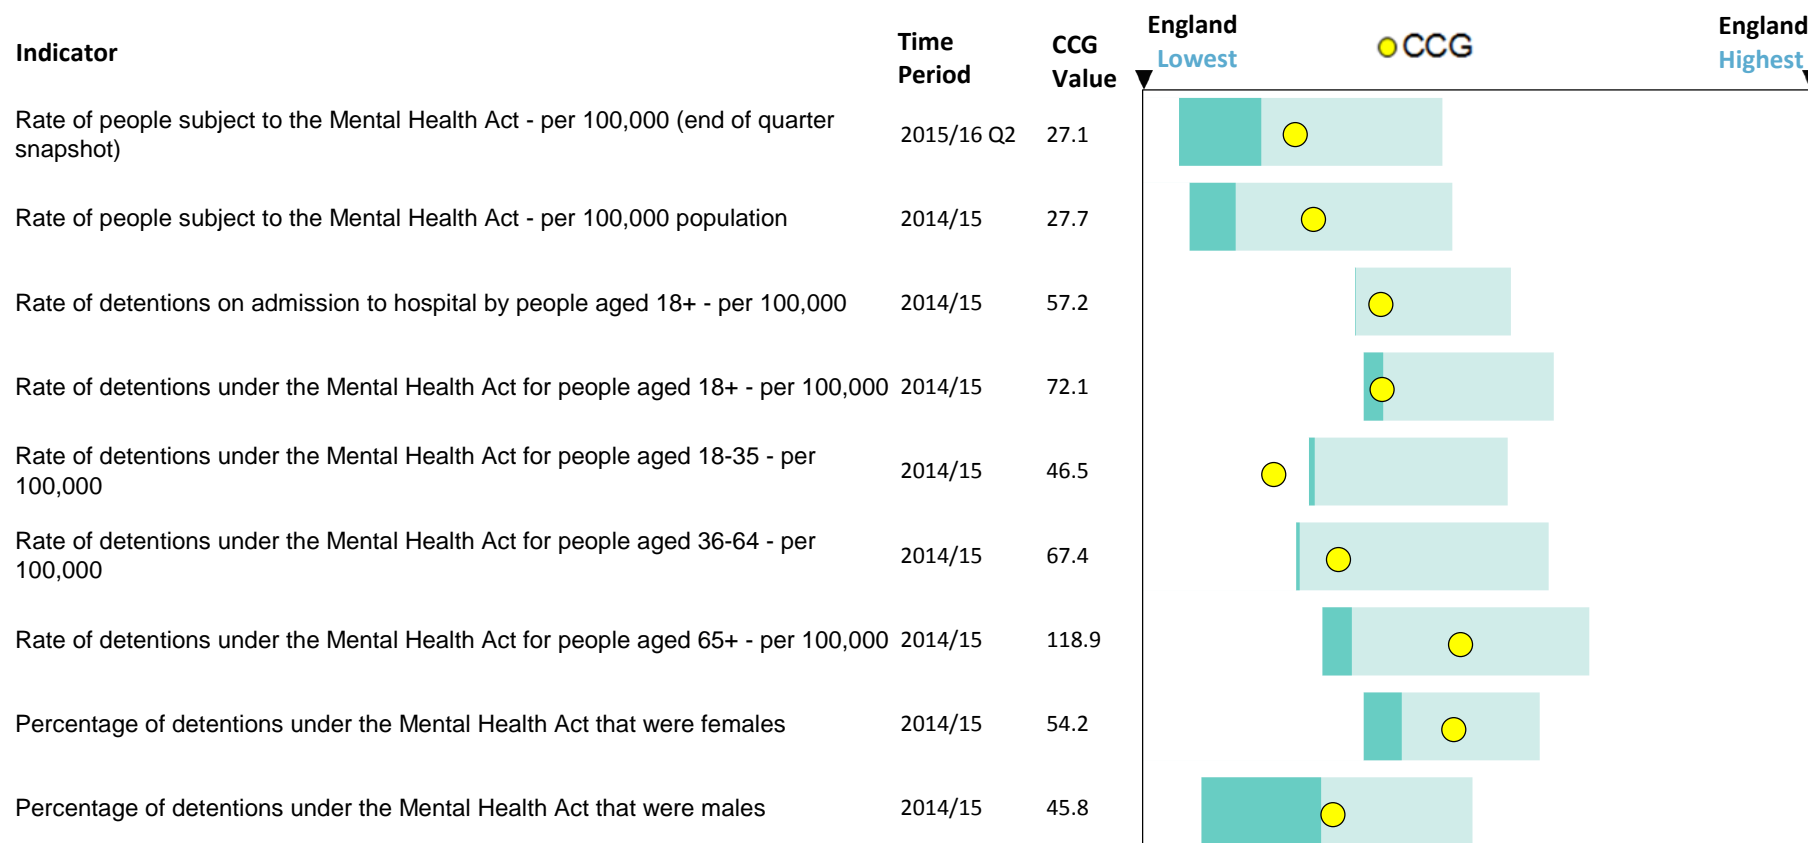 Indicator
Time Period
CCG Value
England Lowest
CCG
England Highest
Rate of people subject to the Mental Health Act - per 100,000 (end of quarter
snapshot)
2015/16 Q2 27.1
Rate of people subject to the Mental Health Act - per 100,000 population 2014/15 27.7
Rate of detentions on admission to hospital by people aged 18+ - per 100,000 2014/15 57.2
Rate of detentions under the Mental Health Act for people aged 18+ - per 100,000 2014/15 72.1
Rate of detentions under the Mental Health Act for people aged 18-35 - per
100,000
2014/15 46.5
Rate of detentions under the Mental Health Act for people aged 36-64 - per
100,000
2014/15 67.4
Rate of detentions under the Mental Health Act for people aged 65+ - per 100,000 2014/15 118.9
Percentage of detentions under the Mental Health Act that were females 2014/15 54.2
Percentage of detentions under the Mental Health Act that were males 2014/15 45.8